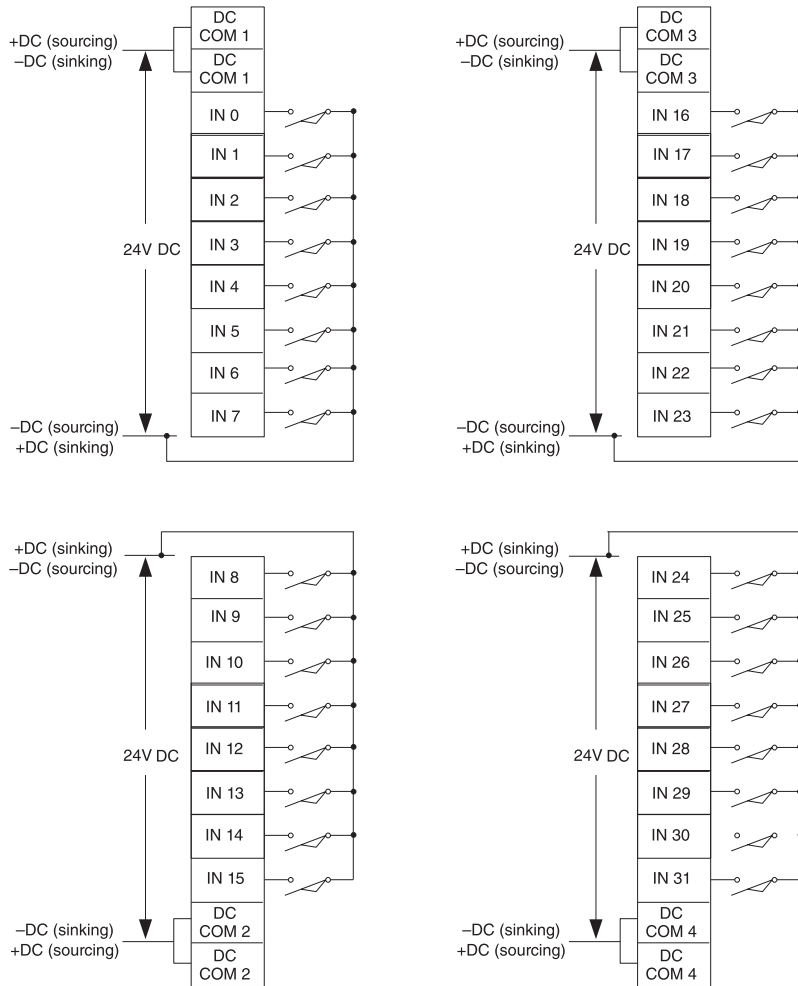 DC
COM 1
+DC (sourcing)
–DC (sinking)
DC
COM 1
IN 0
IN 1
IN 2
IN 3
24V DC
IN 4
IN 5
IN 6
IN 7
–DC (sourcing)
+DC (sinking)
DC
COM 3
+DC (sourcing)
–DC (sinking)
DC
COM 3
IN 16
IN 17
IN 18
IN 19
24V DC
IN 20
IN 21
IN 22
IN 23
–DC (sourcing)
+DC (sinking)
+DC (sinking)
–DC (sourcing)
IN 8
IN 9
IN 10
IN 11
IN 12
24V DC
IN 13
IN 14
IN 15
DC
COM 2
–DC (sinking)
+DC (sourcing)
DC
COM 2
+DC (sinking)
–DC (sourcing)
IN 24
IN 25
IN 26
IN 27
IN 28
24V DC
IN 29
IN 30
IN 31
DC
COM 4
–DC (sinking)
+DC (sourcing)
DC
COM 4